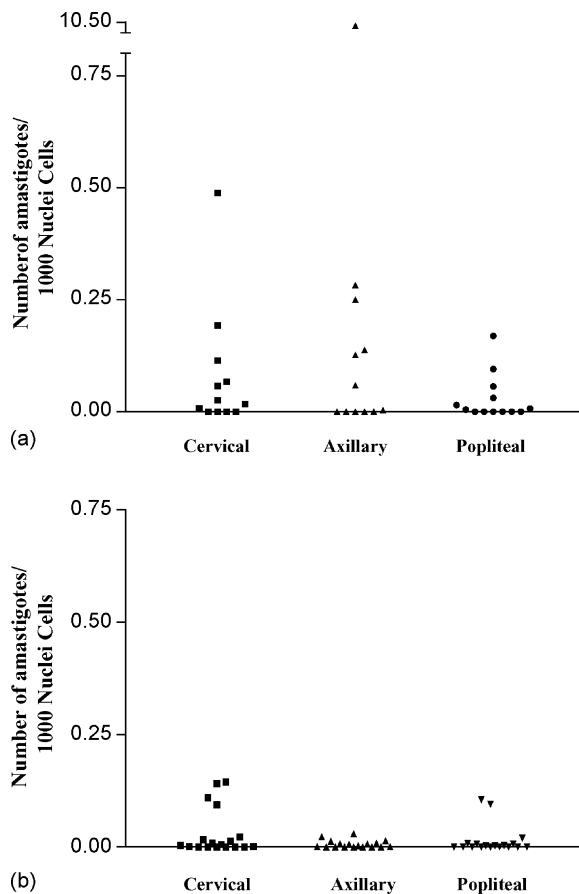 10.50
0.75
0.50
0.25
0.00
Numberof amastigotes/
1000 Nuclei Cells
(a)
Cervical Axillary Popliteal
0.75
0.50
0.25
0.00
Number of amastigotes/
1000 Nuclei Cells
(b)
Cervical Axillary Popliteal